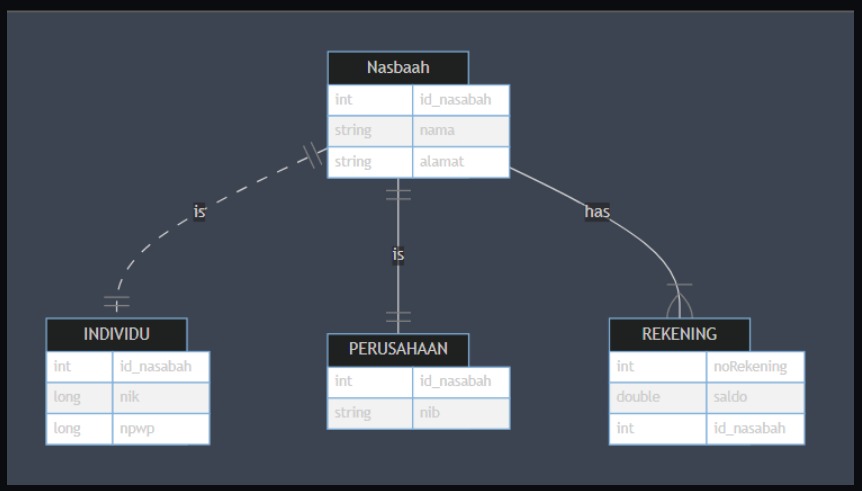 Nasbaah
int id_nasabah
string nama
string alamat
is
is
has
INDIVIDU
int id_nasabah
long nik
long npwp
PERUSAHAAN
int id_nasabah
string nib
REKENING
int noRekening
double saldo
int id_nasabah